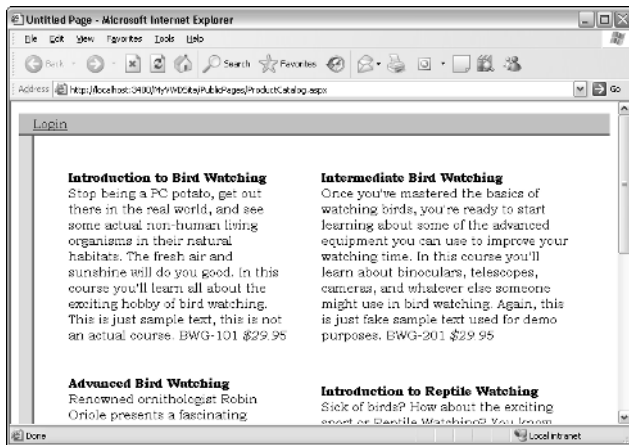 Untitled Page - Microsoft Internet Explorer
File Edit View Favorites Tools Help
Back Search Favorites
Address http://localhost:3480/MyVWDSite/PublicPages/ProductCatalog.aspx Go
Login
Introduction to Bird Watching
Stop being a PC potato, get out
there in the real world, and see
some actual non-human living
organisms in their natural
habitats. The fresh air and
sunshine will do you good. In this
course you'll learn all about the
exciting hobby of bird watching.
This is just sample text, this is not
an actual course. BWG-101 $29.95
Intermediate Bird Watching
Once you've mastered the basics of
watching birds, you're ready to start
learning about some of the advanced
equipment you can use to improve your
watching time. In this course you'll
learn about binoculars, telescopes,
cameras, and whatever else someone
might use in bird watching. Again, this
is just fake sample text used for demo
purposes. BWG-201 $29.95
Advanced Bird Watching
Renowned ornithologist Robin
Oriole presents a fascinating
Introduction to Reptile Watching
Sick of birds? How about the exciting
sport or Reptile Watching? You know
Done Local intranet